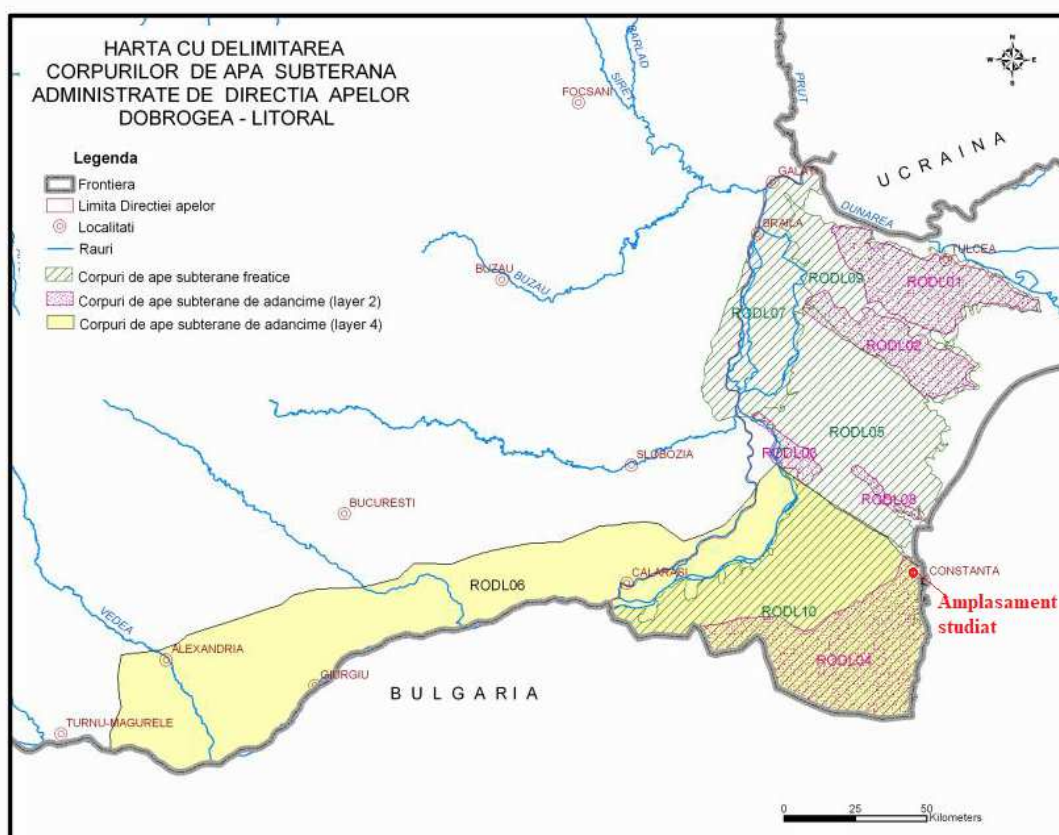 HARTA CU DELIMITAREA
CORPURILOR DE APA SUBTERANA
ADMINISTRATE DE DIRECTIA APELOR
DOBROGEA - LITORAL
Legenda
Frontiera
Limita Directiei apelor
Localitati
Rauri
Corpuri de ape subterane freatice
Corpuri de ape subterane de adancime (layer 2)
Corpuri de ape subterane de adancime (layer 4)
N
W E
S
BARLAD
SIRET
PRUT
FOCSANI
UCRAINA
GALATI
DUNAREA
BRAILA
TULCEA
BUZAU
BUZAU
RODL09
RODL01
RODL07
RODL02
RODL05
RODL03
SLOBOZIA
RODL08
BUCURESTI
CALARASI
CONSTANTA
RODL06
Amplasament
studiat
RODL10
VEDEA
ALEXANDRIA
RODL04
GIURGIU
BULGARIA
TURNU-MAGURELE
0 25 50
Kilometers